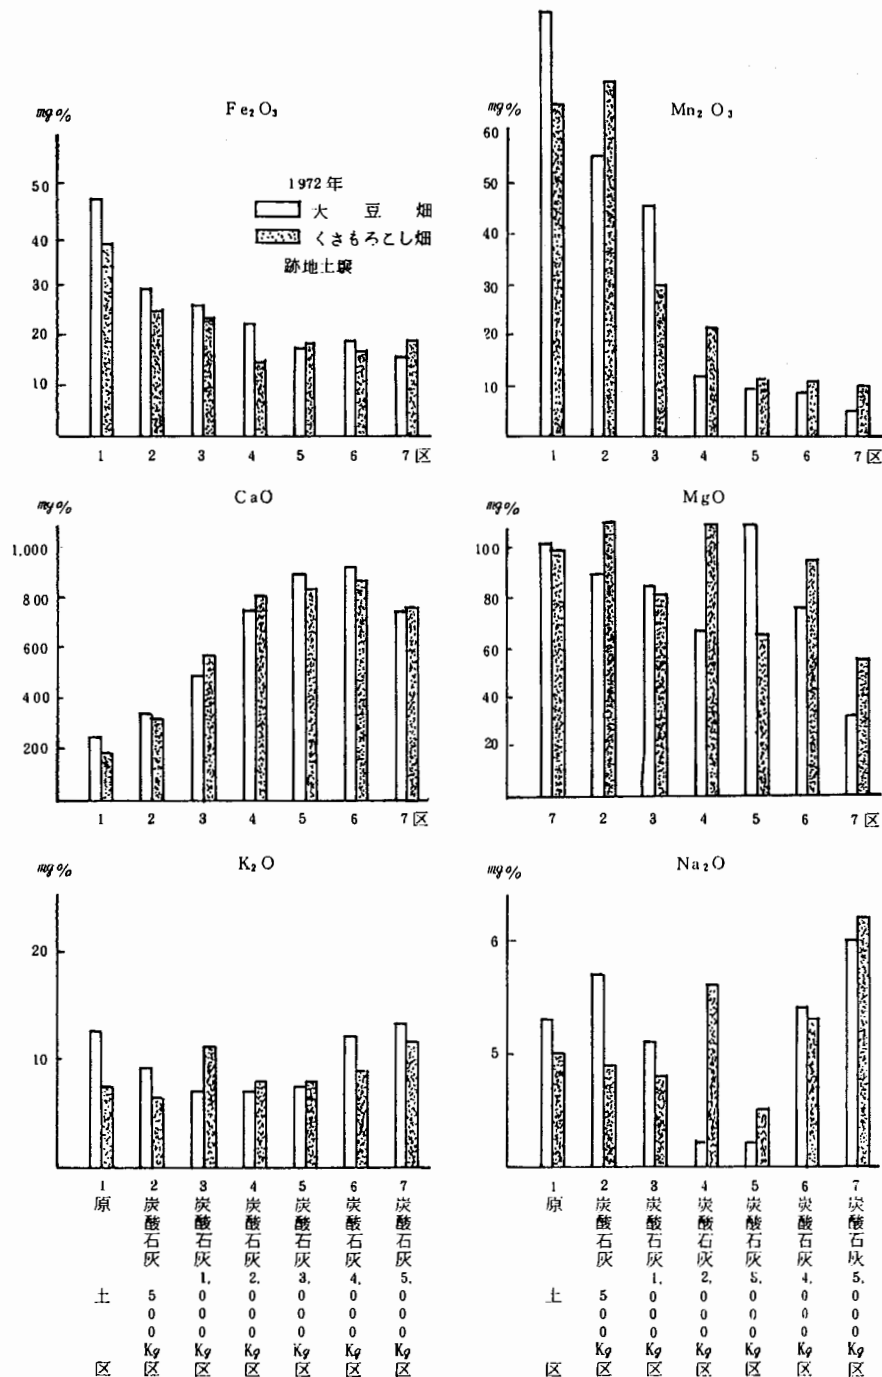 Fe₂O₃
mg%
50
40
30
20
10
1972年
大豆畑
くさもろこし畑
跡地土壌
1 2 3 4 5 6 7区
Mn₂O₃
mg%
60
50
40
30
20
10
1 2 3 4 5 6 7区
CaO
mg%
1,000
800
600
400
200
1 2 3 4 5 6 7区
MgO
mg%
100
80
60
40
20
7 2 3 4 5 6 7区
K₂O
mg%
20
10
1 2 3 4 5 6 7
原土区
炭酸石灰500Kg区
炭酸石灰1,000Kg区
炭酸石灰2,000Kg区
炭酸石灰3,000Kg区
炭酸石灰4,000Kg区
炭酸石灰5,000Kg区
Na₂O
mg%
6
5
1 2 3 4 5 6 7
原土区
炭酸石灰500Kg区
炭酸石灰1,000Kg区
炭酸石灰2,000Kg区
炭酸石灰3,000Kg区
炭酸石灰4,000Kg区
炭酸石灰5,000Kg区